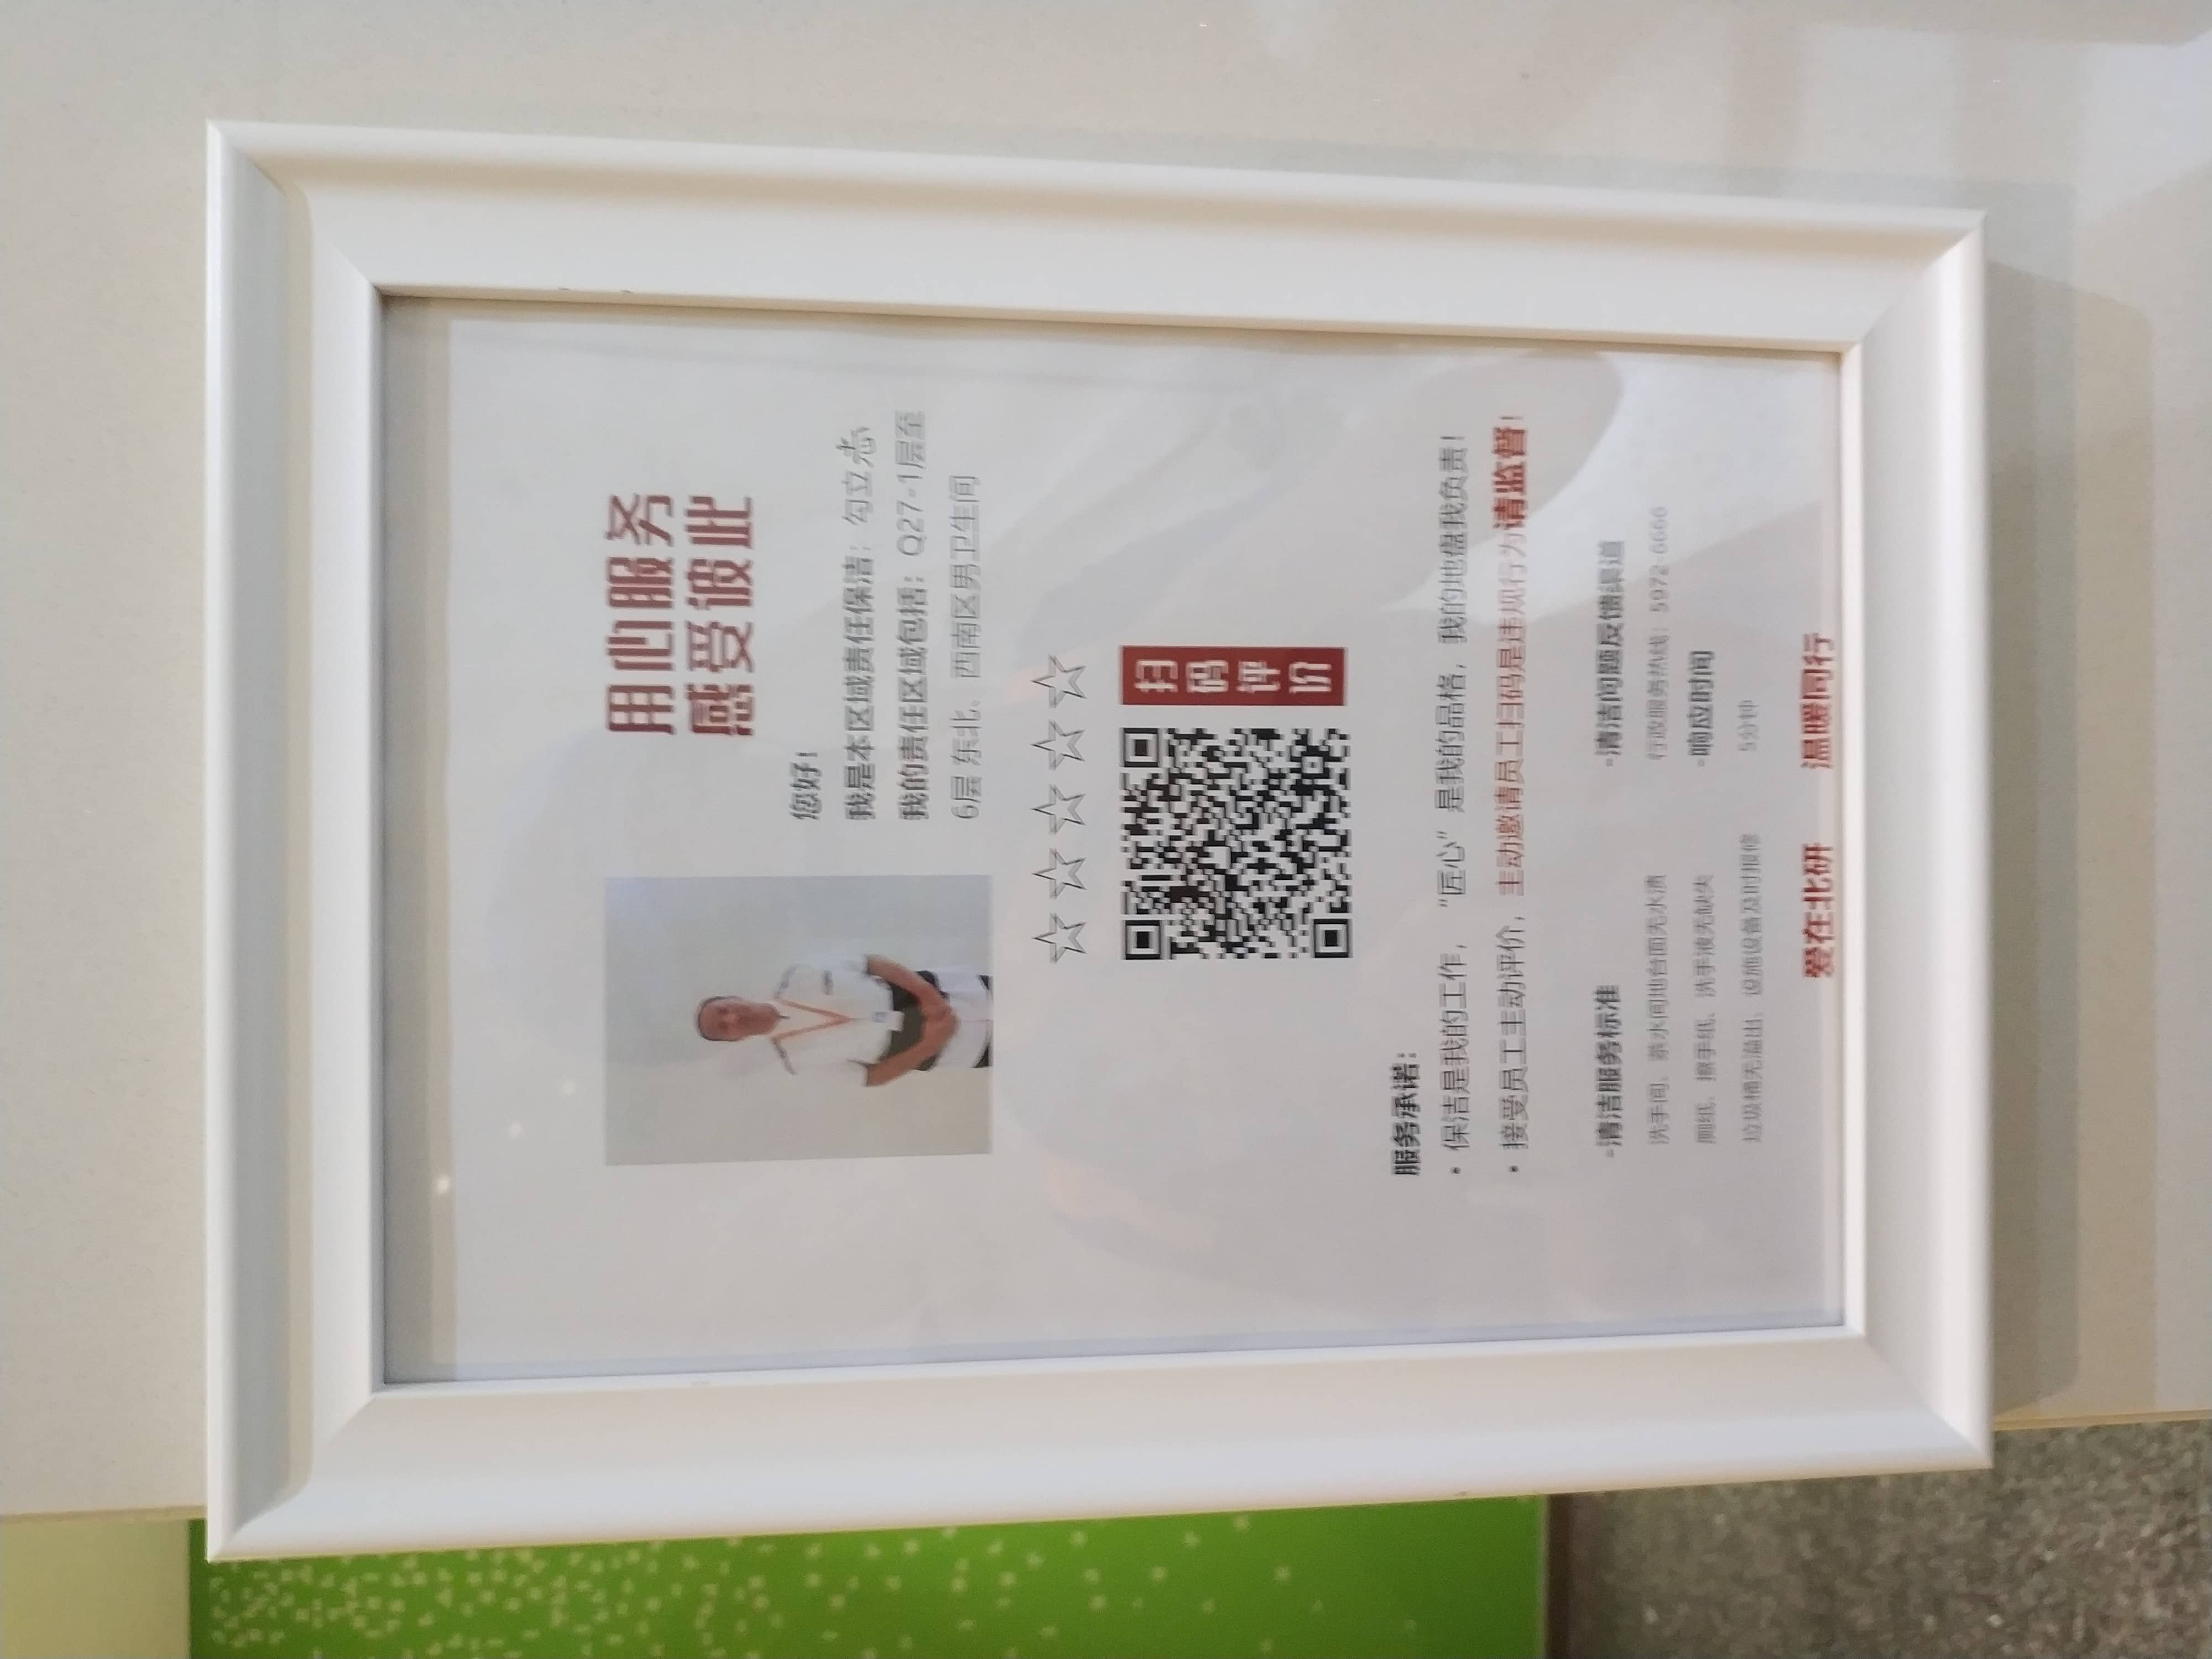 用心服务
感受彼此
您好！
我是本区域责任保洁：勾立志
我的责任区域包括：Q27-1层至
6层 东北、西南区男卫生间
扫码评价
服务承诺：
• 保洁是我的工作，“匠心”是我的品格，我的地盘我负责！
• 接受员工主动评价，主动邀请员工扫码是违规行为请监督！
-清洁服务标准
洗手间、茶水间地台面无水渍
厕纸、擦手纸、洗手液无缺失
垃圾桶无溢出、设施设备及时报修
-清洁问题反馈渠道
行政服务热线：5972-6666
-响应时间
5分钟
爱在北研 温暖同行